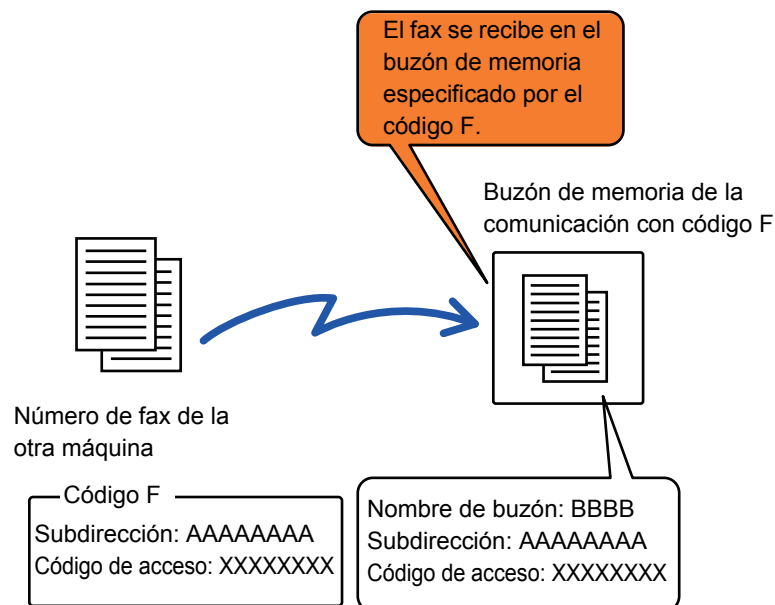 El fax se recibe en el
buzón de memoria
especificado por el
código F.
Buzón de memoria de la
comunicación con código F
Número de fax de la
otra máquina
Código F
Subdirección: AAAAAAAA
Código de acceso: XXXXXXXX
Nombre de buzón: BBBB
Subdirección: AAAAAAAA
Código de acceso: XXXXXXXX